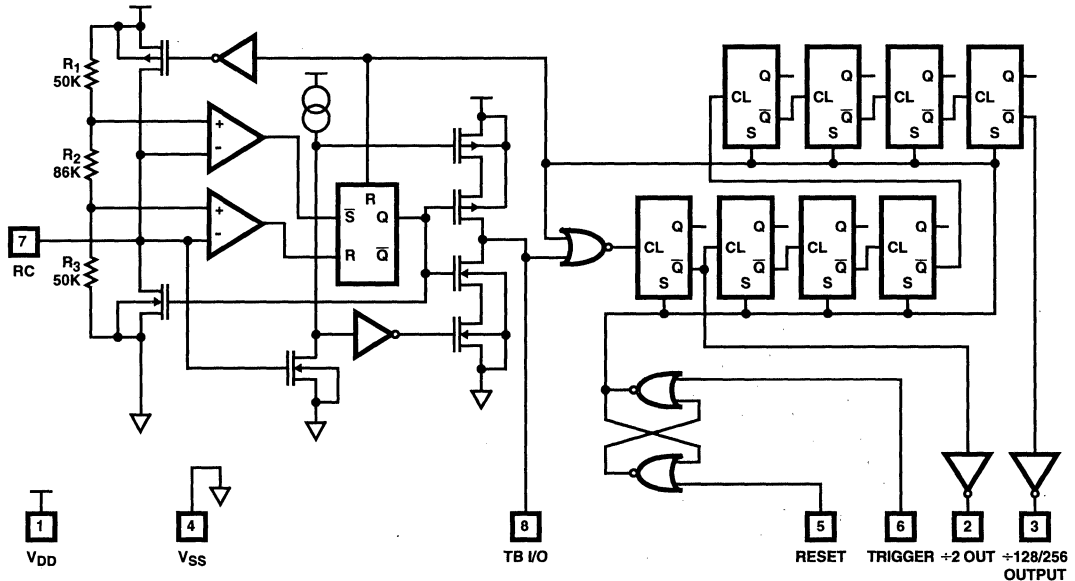 R1
50K
R2
86K
R3
50K
7
RC
+
-
+
-
R
S̅ Q
R Q̅
Q
CL
Q̅
S
Q
CL
Q̅
S
Q
CL
Q̅
S
Q
CL
Q̅
S
Q
CL
Q̅
S
Q
CL
Q̅
S
Q
CL
Q̅
S
Q
CL
Q̅
S
1
VDD
4
VSS
8
TB I/O
5
RESET
6
TRIGGER
2
÷2 OUT
3
÷128/256
OUTPUT